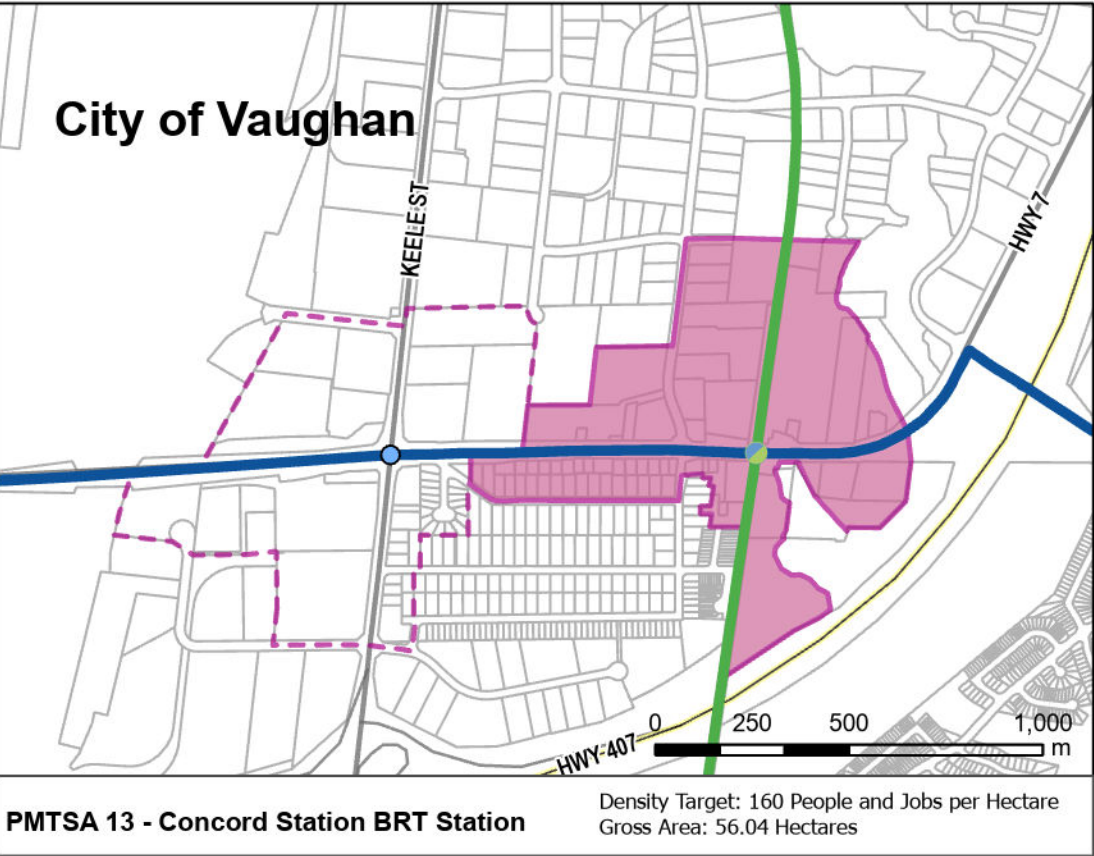 City of Vaughan
KEELE ST
HWY 7
0 250 500 1,000
m
HWY 407
PMTSA 13 - Concord Station BRT Station
Density Target: 160 People and Jobs per Hectare
Gross Area: 56.04 Hectares